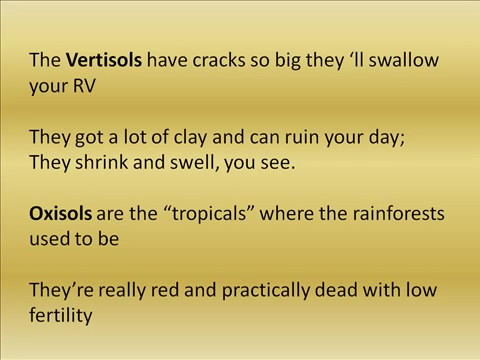 The Vertisols have cracks so big they ‘ll swallow
your RV
They got a lot of clay and can ruin your day;
They shrink and swell, you see.
Oxisols are the “tropicals” where the rainforests
used to be
They’re really red and practically dead with low
fertility